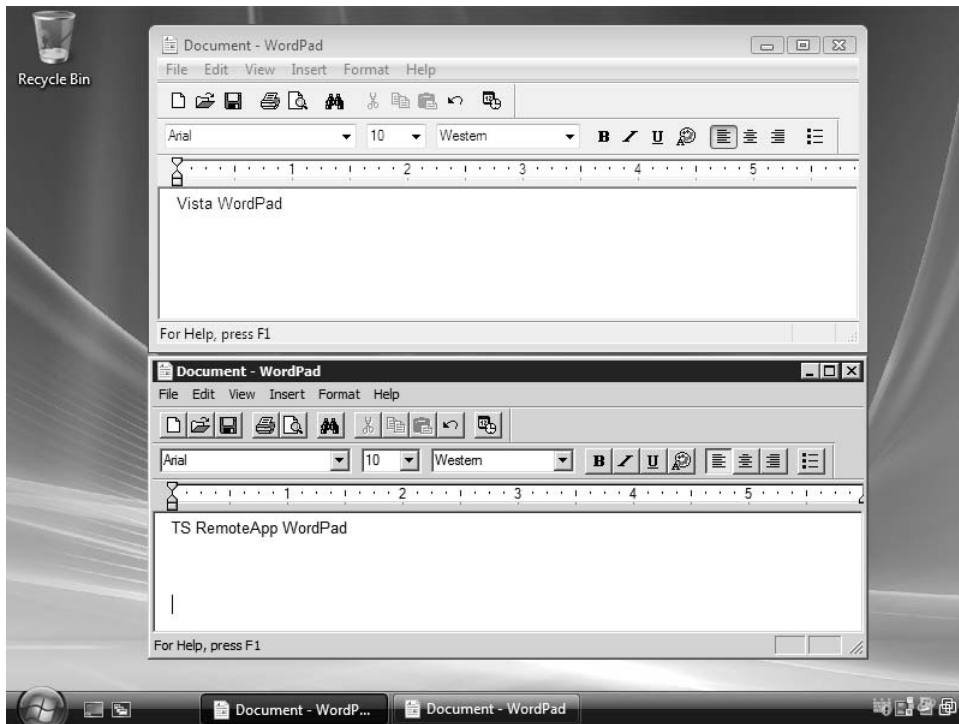 Recycle Bin
Document - WordPad
File Edit View Insert Format Help
Arial 10 Western B I U
1 2 3 4 5
Vista WordPad
For Help, press F1
Document - WordPad
File Edit View Insert Format Help
Arial 10 Western B I U
1 2 3 4 5
TS RemoteApp WordPad
For Help, press F1
Document - WordP... Document - WordPad